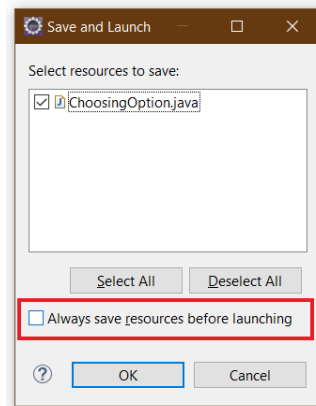 Save and Launch
Select resources to save:
ChoosingOption.java
Select All
Deselect All
Always save resources before launching
?
OK
Cancel